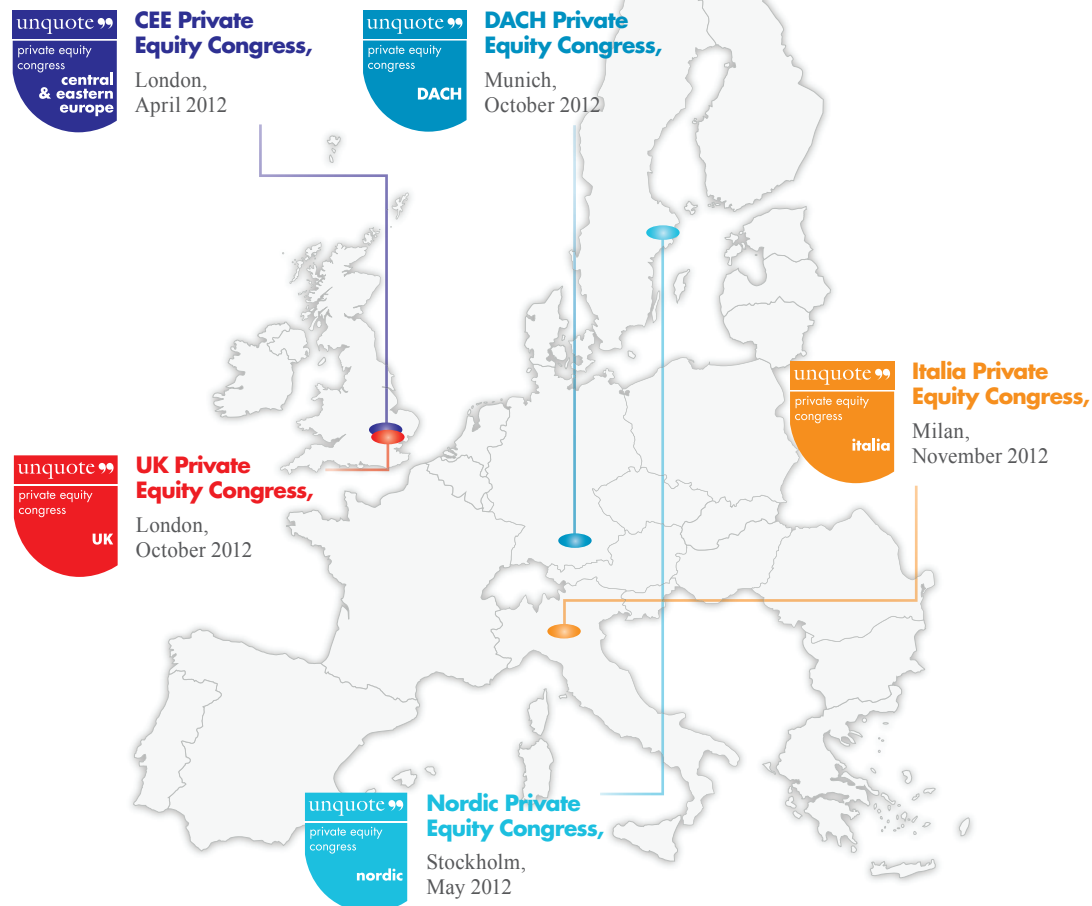 unquote ”
private equity
congress
central
& eastern
europe
CEE Private
Equity Congress,
London,
April 2012
unquote ”
private equity
congress
DACH
DACH Private
Equity Congress,
Munich,
October 2012
unquote ”
private equity
congress
italia
Italia Private
Equity Congress,
Milan,
November 2012
unquote ”
private equity
congress
UK
UK Private
Equity Congress,
London,
October 2012
unquote ”
private equity
congress
nordic
Nordic Private
Equity Congress,
Stockholm,
May 2012